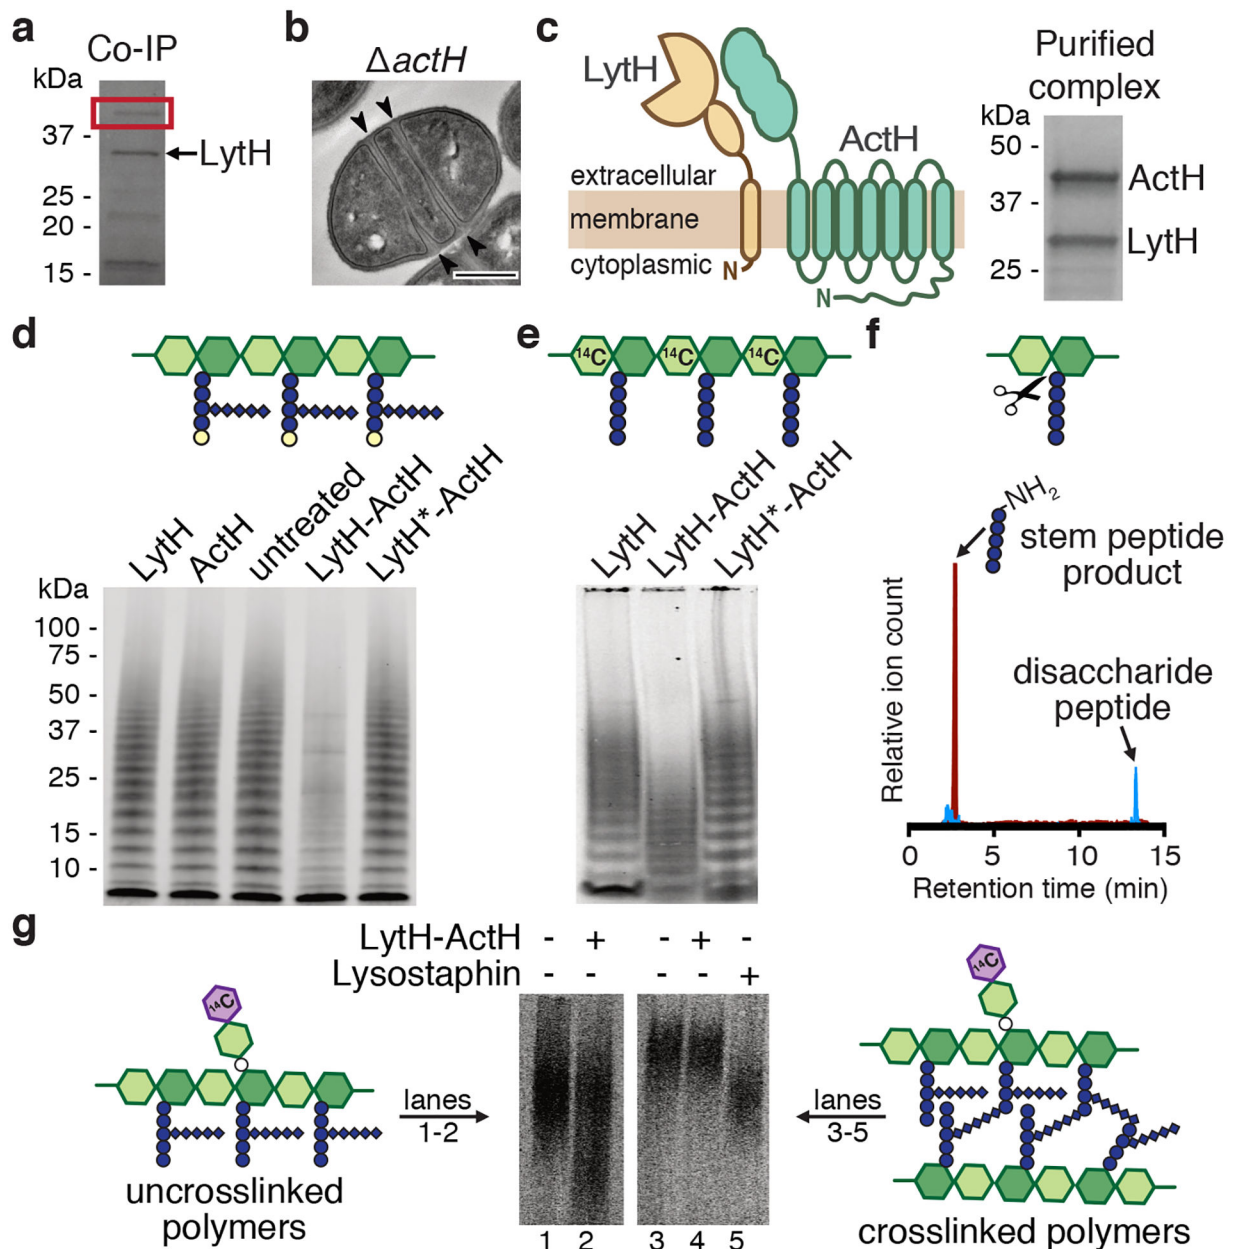 a
Co-IP
kDa
37 -
LytH
25 -
20 -
15 -
b
ΔactH
c
LytH
ActH
extracellular
membrane
cytoplasmic
N
N
Purified
complex
kDa
50 -
ActH
37 -
LytH
25 -
d
LytH
ActH
untreated
LytH-ActH
LytH*-ActH
kDa
100 -
75 -
50 -
37 -
25 -
15 -
10 -
e
14C 14C 14C
LytH
LytH-ActH
LytH*-ActH
f
-NH2
stem peptide
product
disaccharide
peptide
Relative ion count
0 5 10 15
Retention time (min)
g
LytH-ActH - + - + -
Lysostaphin - - - - +
14C
lanes
1-2
uncrosslinked
polymers
1 2 3 4 5
14C
lanes
3-5
crosslinked polymers